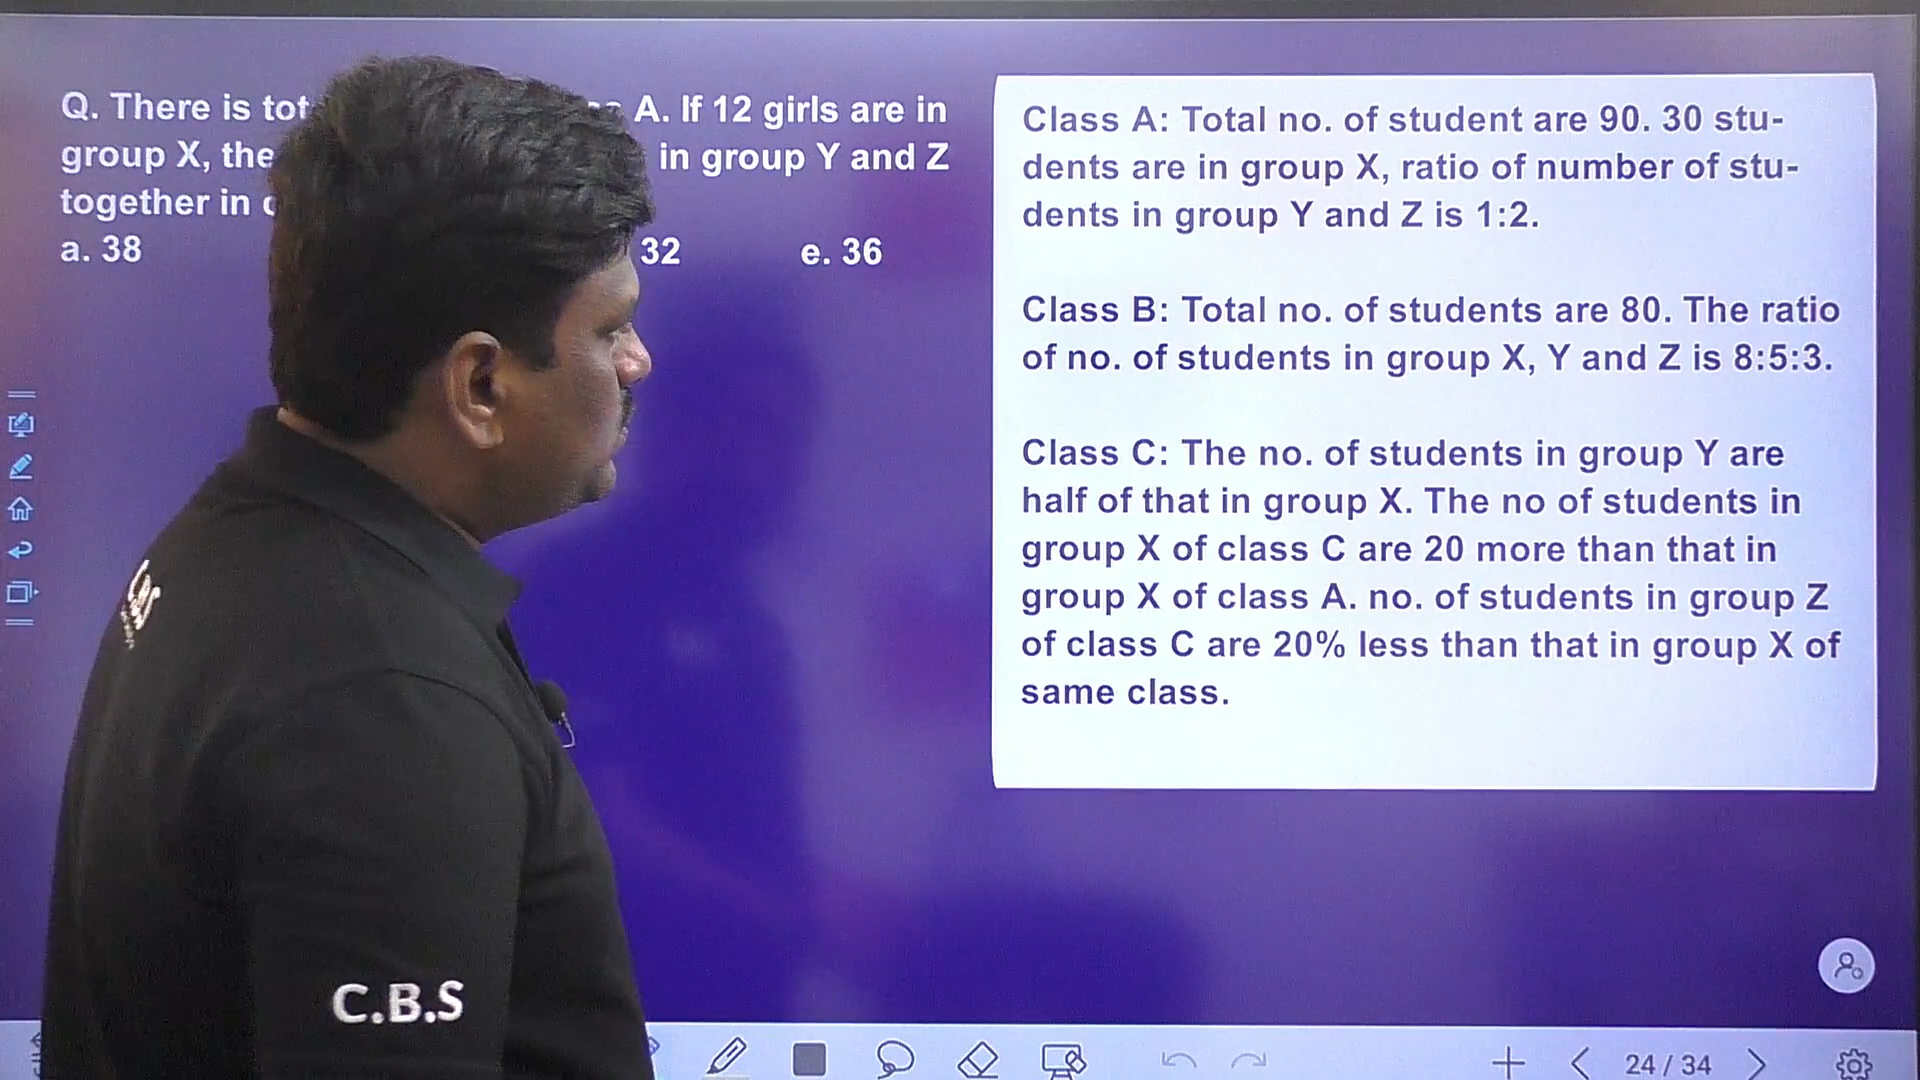 Q. There is A. If 12 girls are in
group X, in group Y and Z
together in
a. 38 32 e. 36
Class A: Total no. of student are 90. 30 stu-
dents are in group X, ratio of number of stu-
dents in group Y and Z is 1:2.
Class B: Total no. of students are 80. The ratio
of no. of students in group X, Y and Z is 8:5:3.
Class C: The no. of students in group Y are
half of that in group X. The no of students in
group X of class C are 20 more than that in
group X of class A. no. of students in group Z
of class C are 20% less than that in group X of
same class.
C.B.S
24 / 34